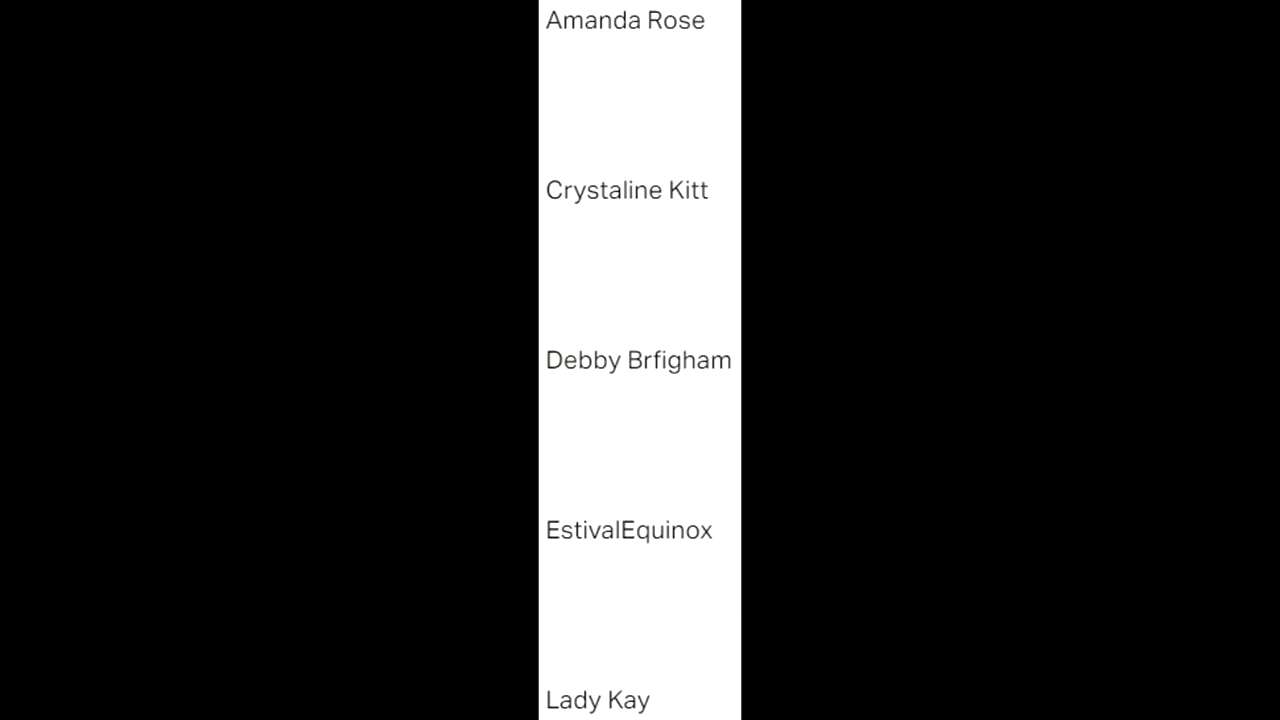 Amanda Rose
Crystaline Kitt
Debby Brfigham
EstivalEquinox
Lady Kay